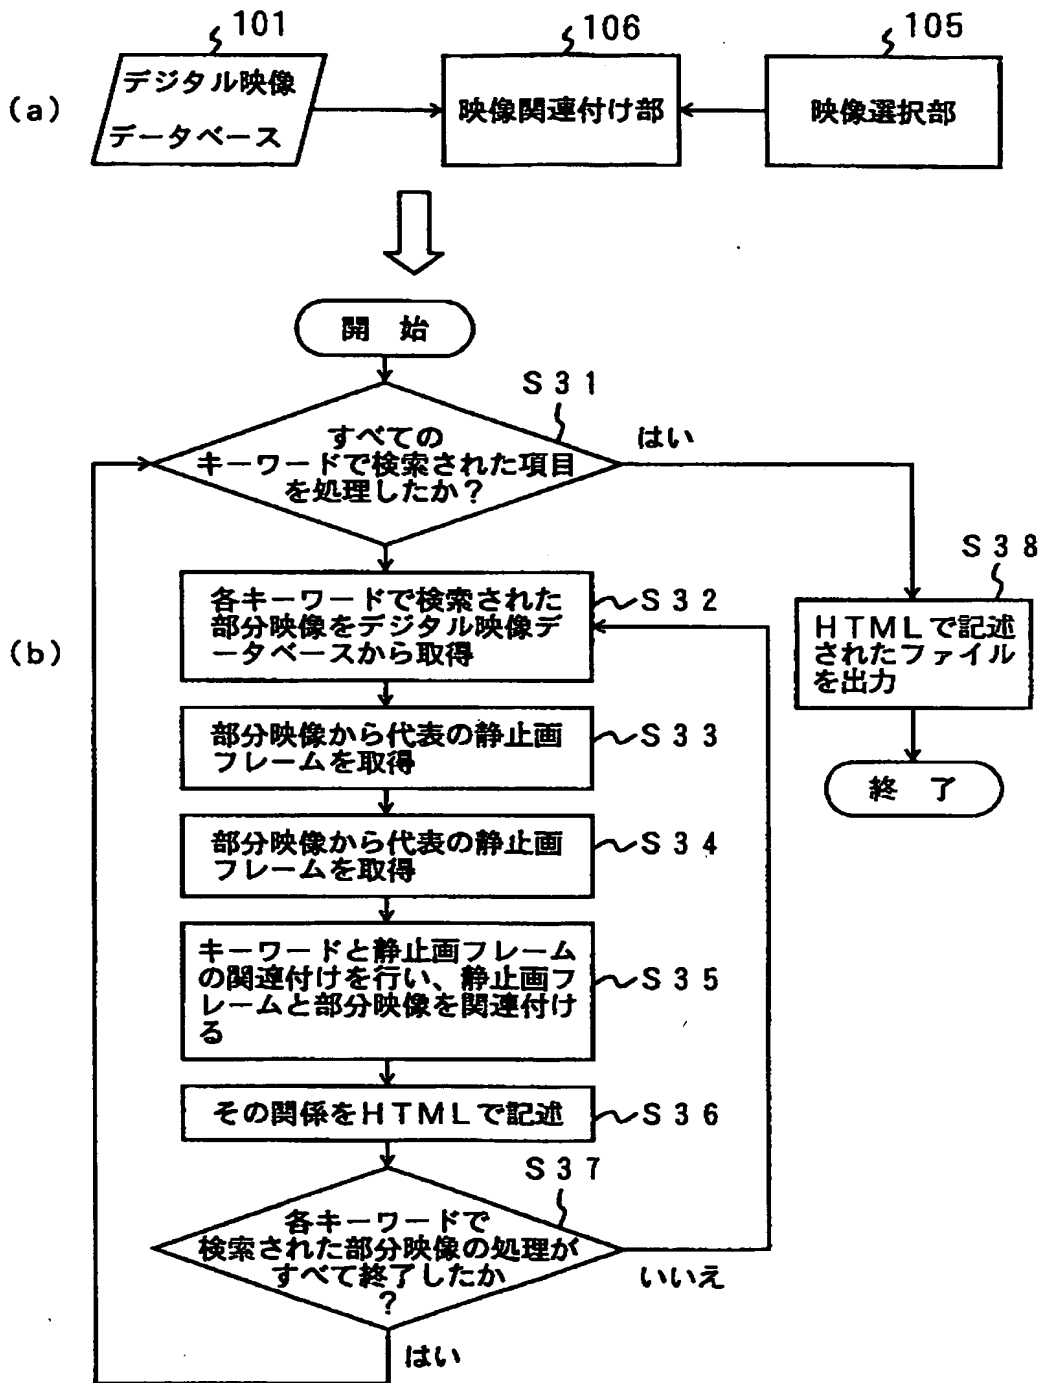 101
106
105
(a)
デジタル映像
データベース
映像関連付け部
映像選択部
開 始
S31
すべての
キーワードで検索された項目
を処理したか?
はい
S38
(b)
各キーワードで検索された
部分映像をデジタル映像デ
ータベースから取得
S32
HTMLで記述
されたファイル
を出力
部分映像から代表の静止画
フレームを取得
S33
終 了
部分映像から代表の静止画
フレームを取得
S34
キーワードと静止画フレーム
の関連付けを行い、静止画フ
レームと部分映像を関連付け
る
S35
その関係をHTMLで記述
S36
S37
各キーワードで
検索された部分映像の処理が
すべて終了したか
?
いいえ
はい